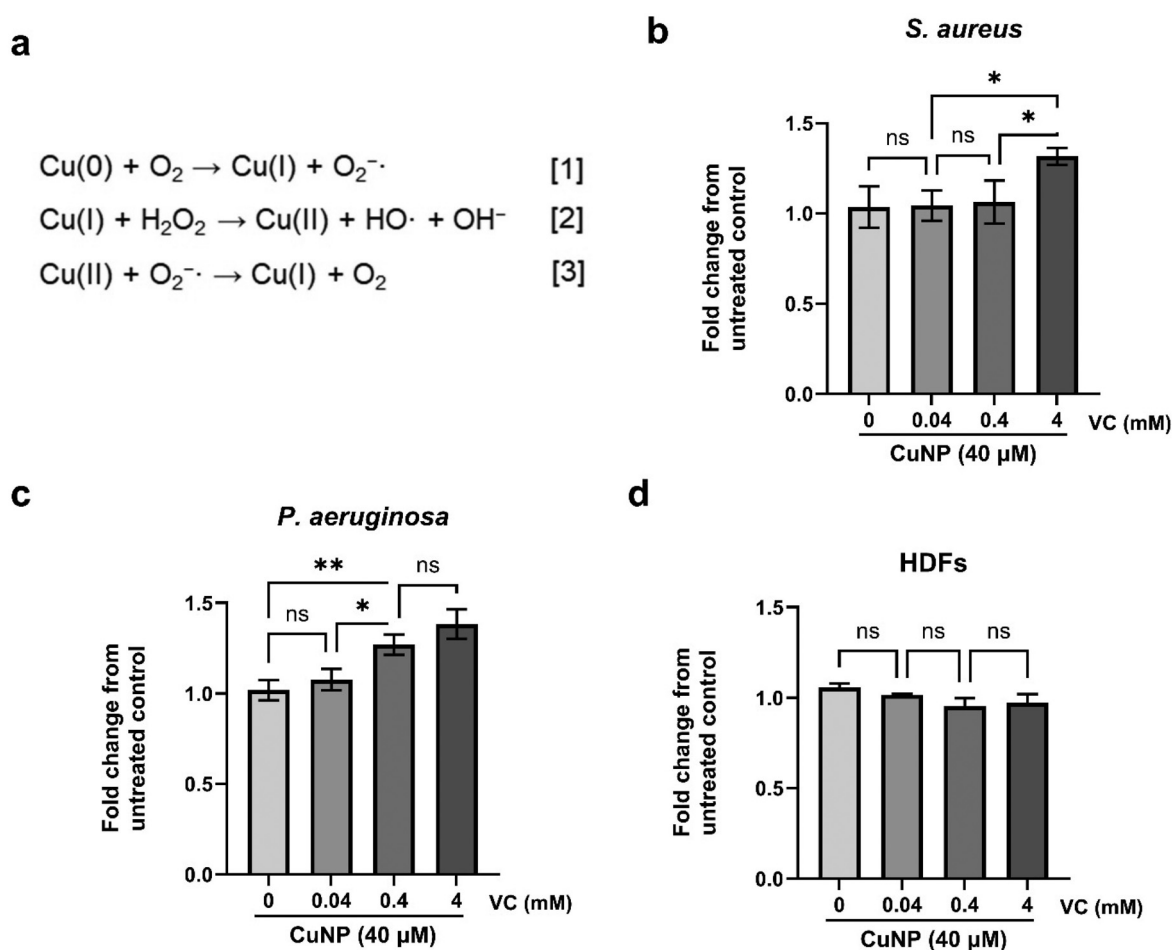 a
Cu(0) + O₂ → Cu(I) + O₂⁻· [1]
Cu(I) + H₂O₂ → Cu(II) + HO· + OH⁻ [2]
Cu(II) + O₂⁻· → Cu(I) + O₂ [3]
b
S. aureus
Fold change from
untreated control
1.5
1.0
0.5
0.0
*
*
ns
ns
0 0.04 0.4 4 VC (mM)
CuNP (40 µM)
c
P. aeruginosa
Fold change from
untreated control
1.5
1.0
0.5
0.0
**
ns
ns
*
0 0.04 0.4 4 VC (mM)
CuNP (40 µM)
d
HDFs
Fold change from
untreated control
1.5
1.0
0.5
0.0
ns ns ns
0 0.04 0.4 4 VC (mM)
CuNP (40 µM)